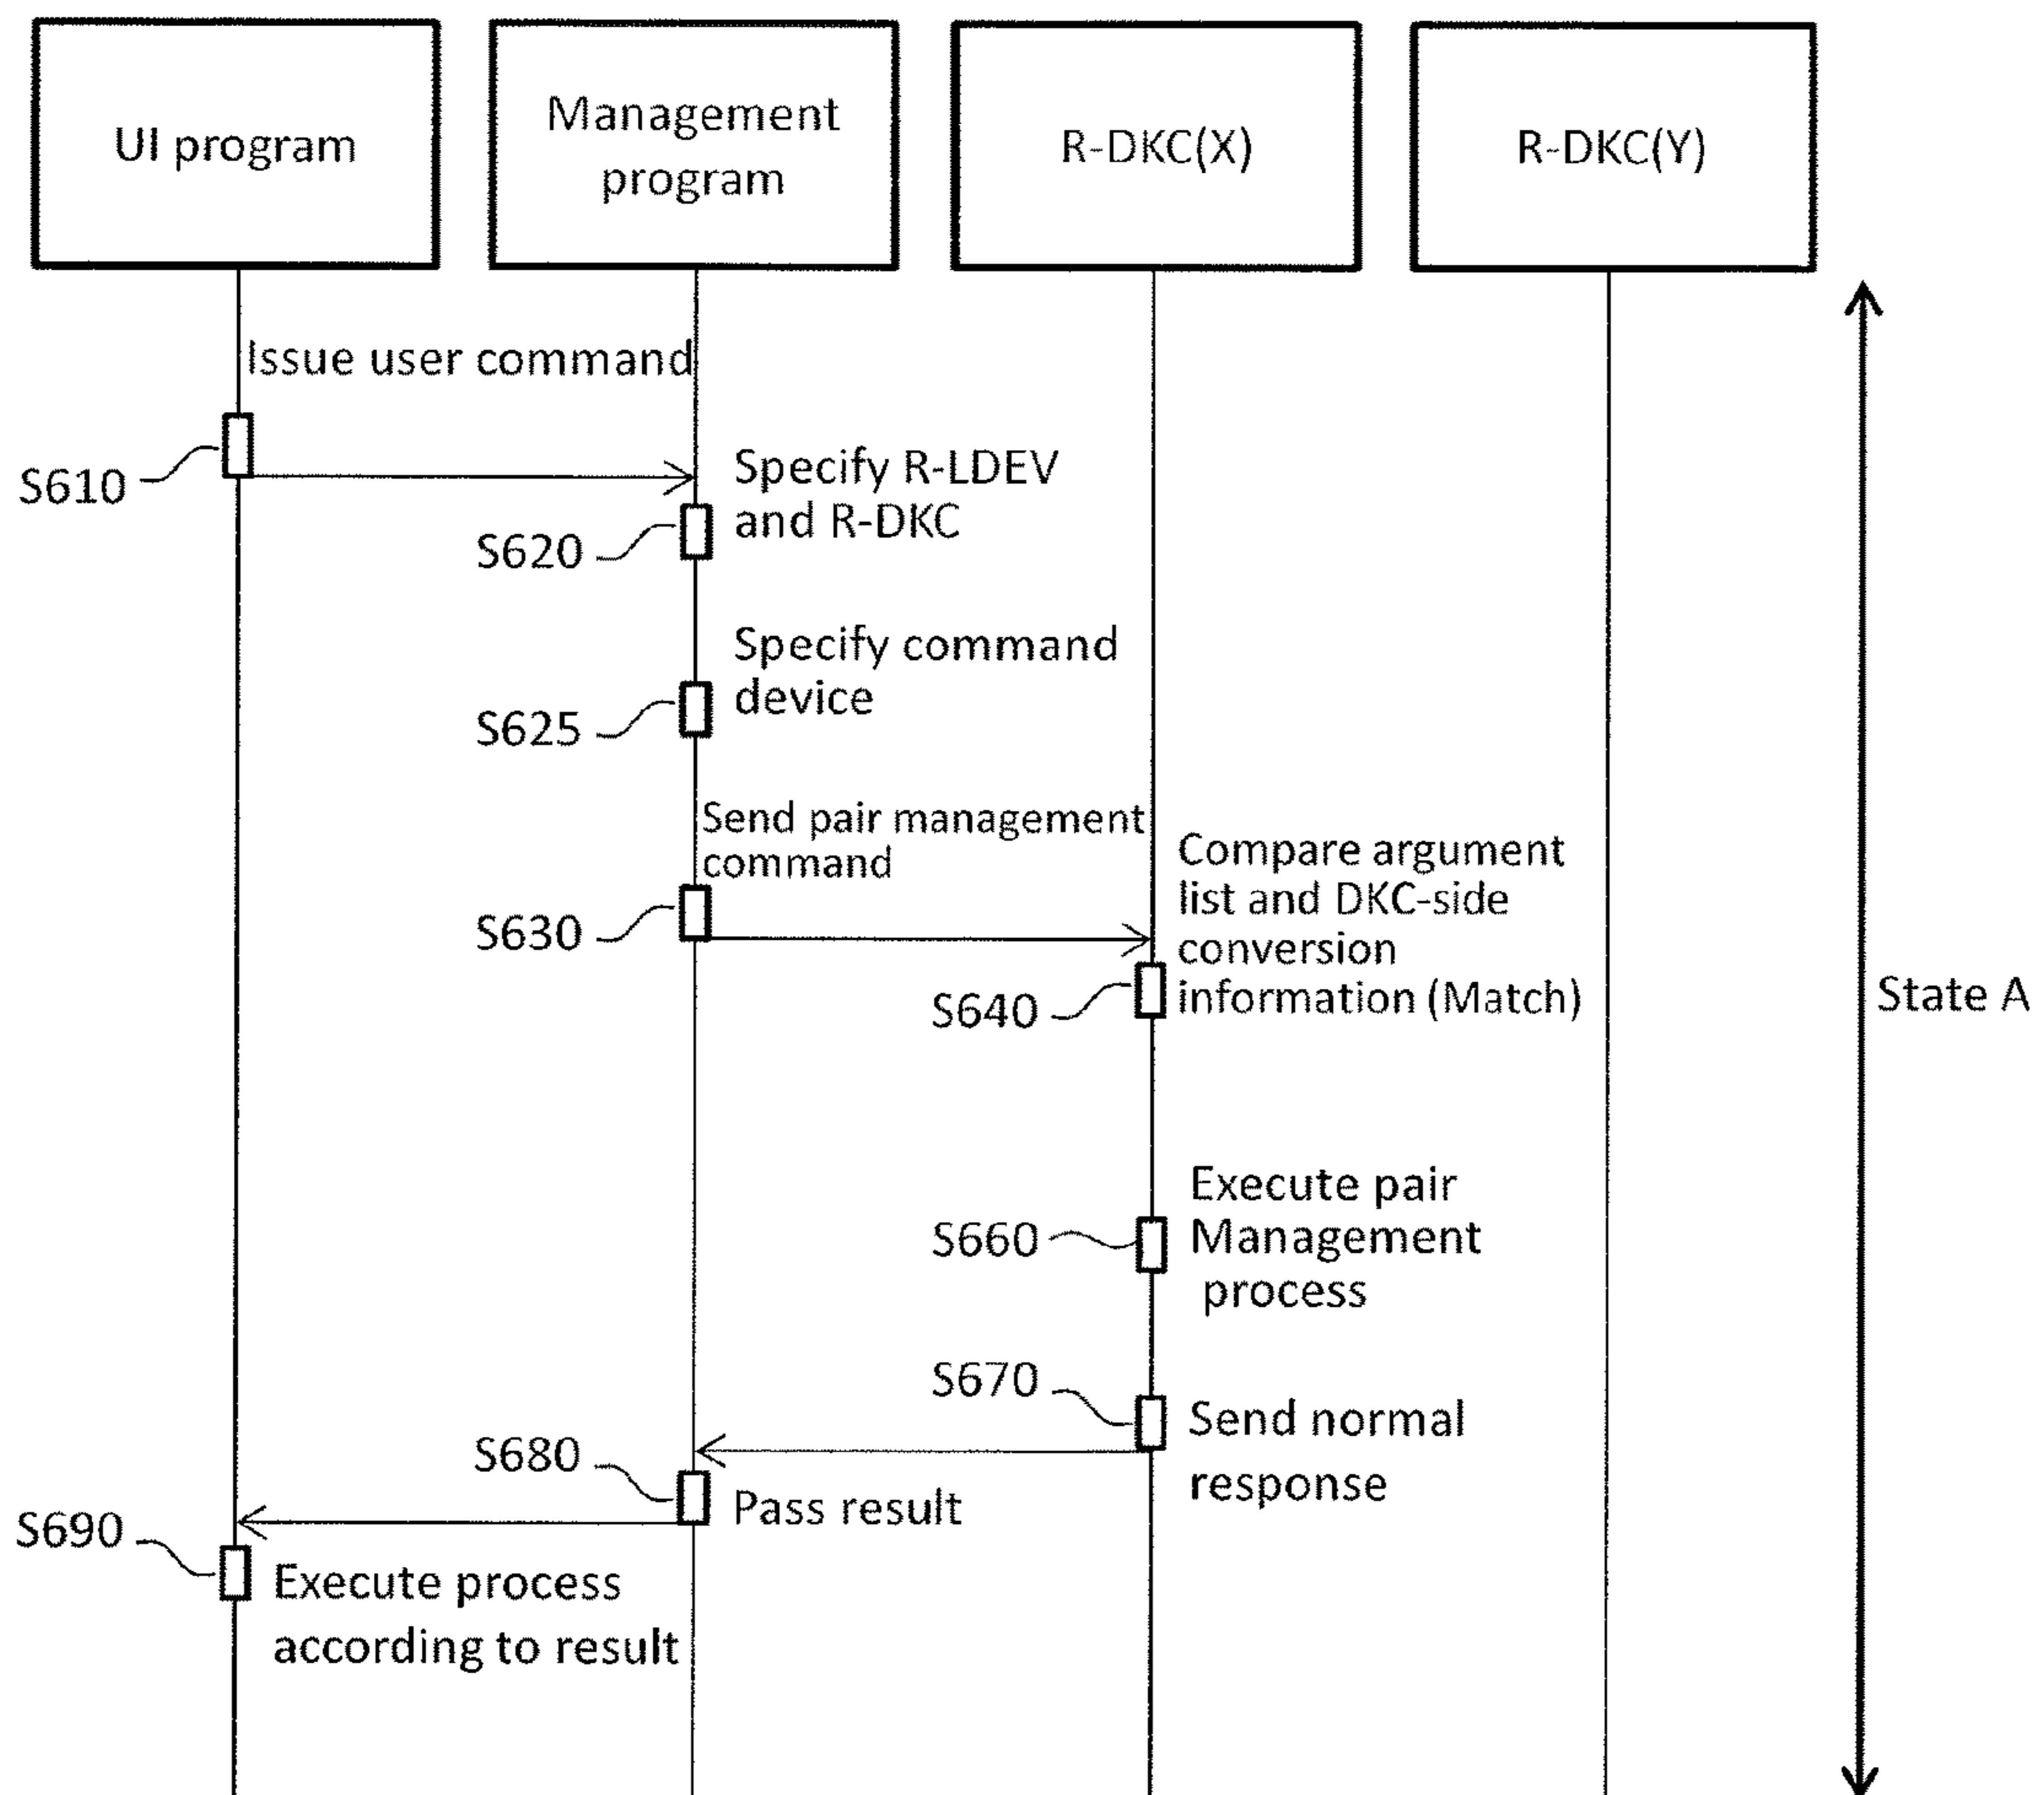 UI program
Management
program
R-DKC(X)
R-DKC(Y)
Issue user command
S610
Specify R-LDEV
and R-DKC
S620
Specify command
device
S625
Send pair management
command
S630
Compare argument
list and DKC-side
conversion
information (Match)
S640
State A
Execute pair
Management
process
S660
S670
Send normal
response
S680
Pass result
S690
Execute process
according to result